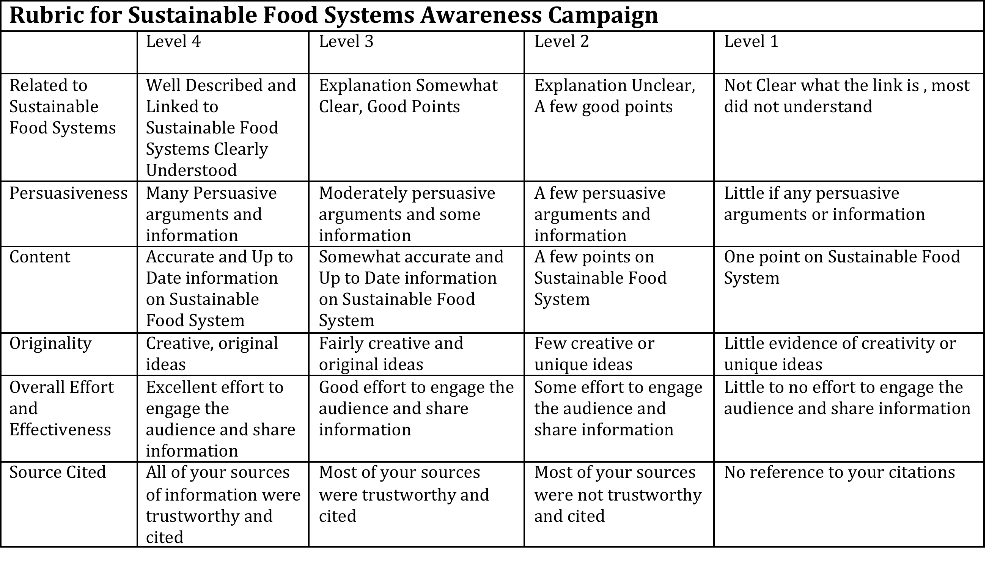 Rubric for Sustainable Food Systems Awareness Campaign
Level 4
Level 3
Level 2
Level 1
Related to
Sustainable
Food Systems
Well Described and
Linked to
Sustainable Food
Systems Clearly
Understood
Explanation Somewhat
Clear, Good Points
Explanation Unclear,
A few good points
Not Clear what the link is , most
did not understand
Persuasiveness
Many Persuasive
arguments and
information
Moderately persuasive
arguments and some
information
A few persuasive
arguments and
information
Little if any persuasive
arguments or information
Content
Accurate and Up to
Date information
on Sustainable
Food System
Somewhat accurate and
Up to Date information
on Sustainable Food
System
A few points on
Sustainable Food
System
One point on Sustainable Food
System
Originality
Creative, original
ideas
Fairly creative and
original ideas
Few creative or
unique ideas
Little evidence of creativity or
unique ideas
Overall Effort
and
Effectiveness
Excellent effort to
engage the
audience and share
information
Good effort to engage the
audience and share
information
Some effort to engage
the audience and
share information
Little to no effort to engage the
audience and share information
Source Cited
All of your sources
of information were
trustworthy and
cited
Most of your sources
were trustworthy and
cited
Most of your sources
were not trustworthy
and cited
No reference to your citations